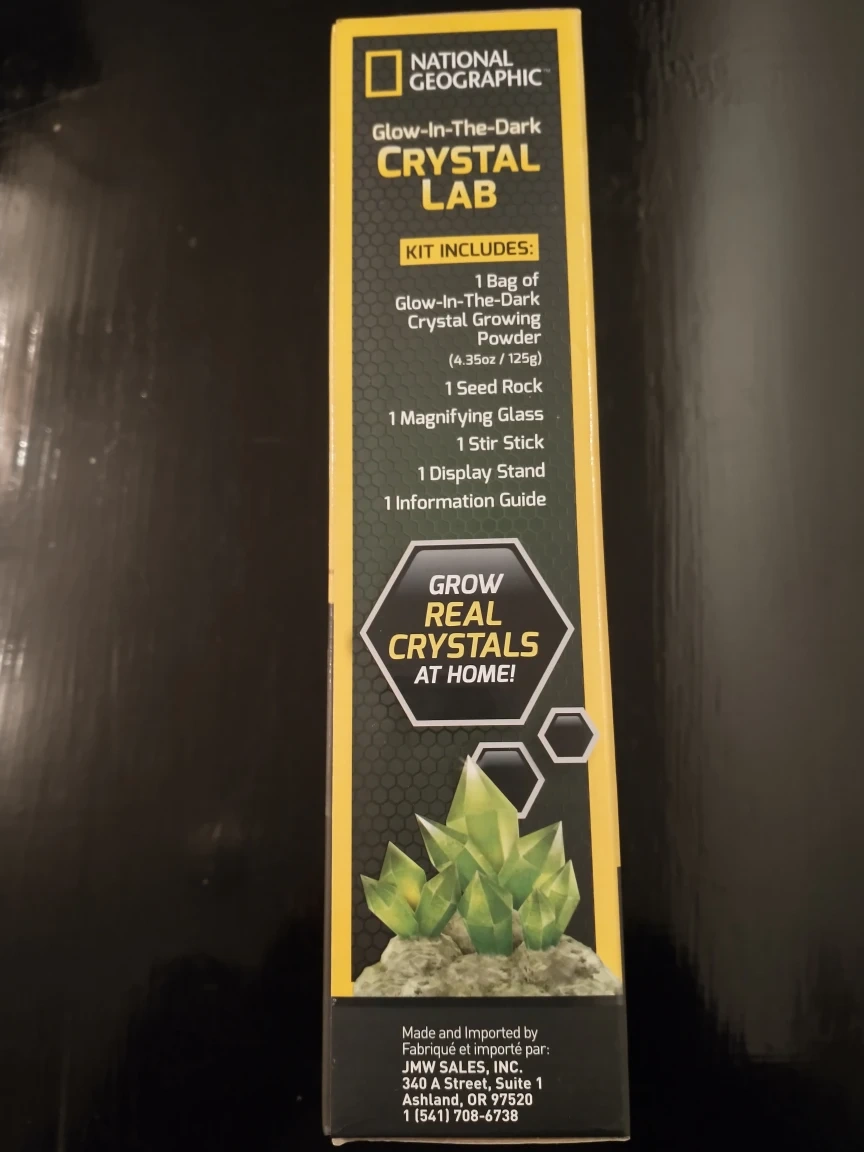 NATIONAL
GEOGRAPHIC™
Glow-In-The-Dark
CRYSTAL
LAB
KIT INCLUDES:
1 Bag of
Glow-In-The-Dark
Crystal Growing
Powder
(4.35oz / 125g)
1 Seed Rock
1 Magnifying Glass
1 Stir Stick
1 Display Stand
1 Information Guide
GROW
REAL
CRYSTALS
AT HOME!
Made and Imported by
Fabriqué et importé par:
JMW SALES, INC.
340 A Street, Suite 1
Ashland, OR 97520
1 (541) 708-6738